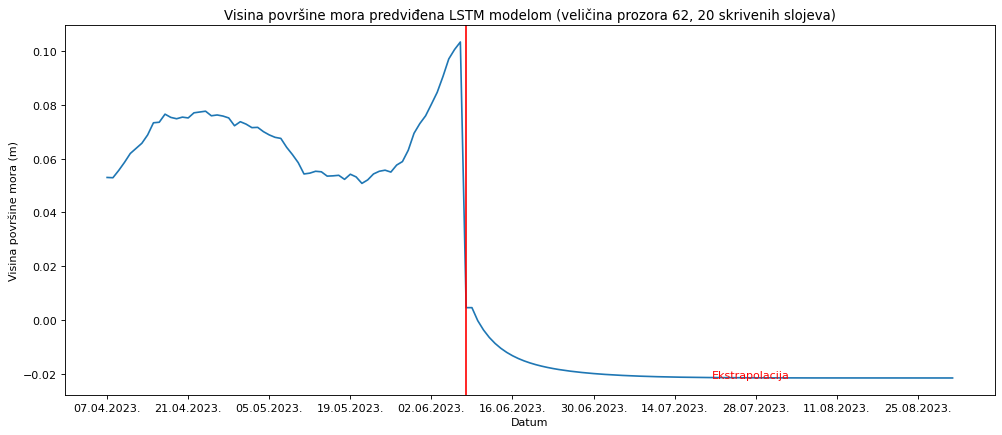 Visina površine mora predviđena LSTM modelom (veličina prozora 62, 20 skrivenih slojeva)
Visina površine mora (m)
0.10
0.08
0.06
0.04
0.02
0.00
−0.02
Ekstrapolacija
07.04.2023. 21.04.2023. 05.05.2023. 19.05.2023. 02.06.2023. 16.06.2023. 30.06.2023. 14.07.2023. 28.07.2023. 11.08.2023. 25.08.2023.
Datum